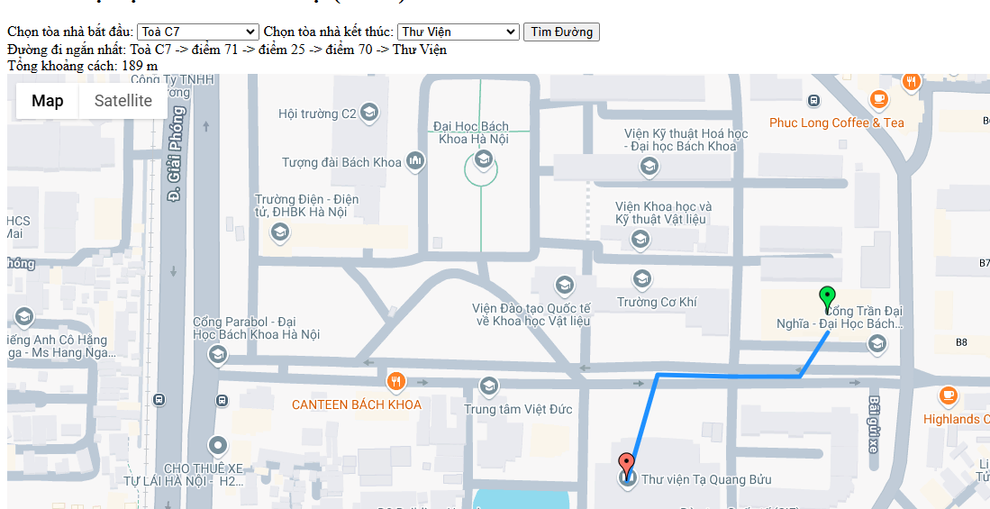 Chọn tòa nhà bắt đầu: Toà C7 Chọn tòa nhà kết thúc: Thư Viện Tìm Đường
Đường đi ngắn nhất: Toà C7 -> điểm 71 -> điểm 25 -> điểm 70 -> Thư Viện
Tổng khoảng cách: 189 m
Map Satellite
Công Ty TNHH
Đ. Giải Phóng
Hội trường C2
Đại Học Bách
Khoa Hà Nội
Tượng đài Bách Khoa
Viện Kỹ thuật Hoá học
- Đại học Bách Khoa
Phuc Long Coffee & Tea
Trường Điện - Điện
tử, ĐHBK Hà Nội
Viện Khoa học và
Kỹ thuật Vật liệu
HCS
Mai
hóng
B7
Trường Cơ Khí
Viện Đào tạo Quốc tế
về Khoa học Vật liệu
Cổng Trần Đại
Nghĩa - Đại Học Bách...
Cổng Parabol - Đại
Học Bách Khoa Hà Nội
iếng Anh Cô Hằng
ga - Ms Hang Nga...
B8
CANTEEN BÁCH KHOA
Trung tâm Việt Đức
Bãi gửi xe
Highlands C
CHO THUÊ XE
TỰ LÁI HÀ NỘI - H2...
Thư viện Tạ Quang Bửu